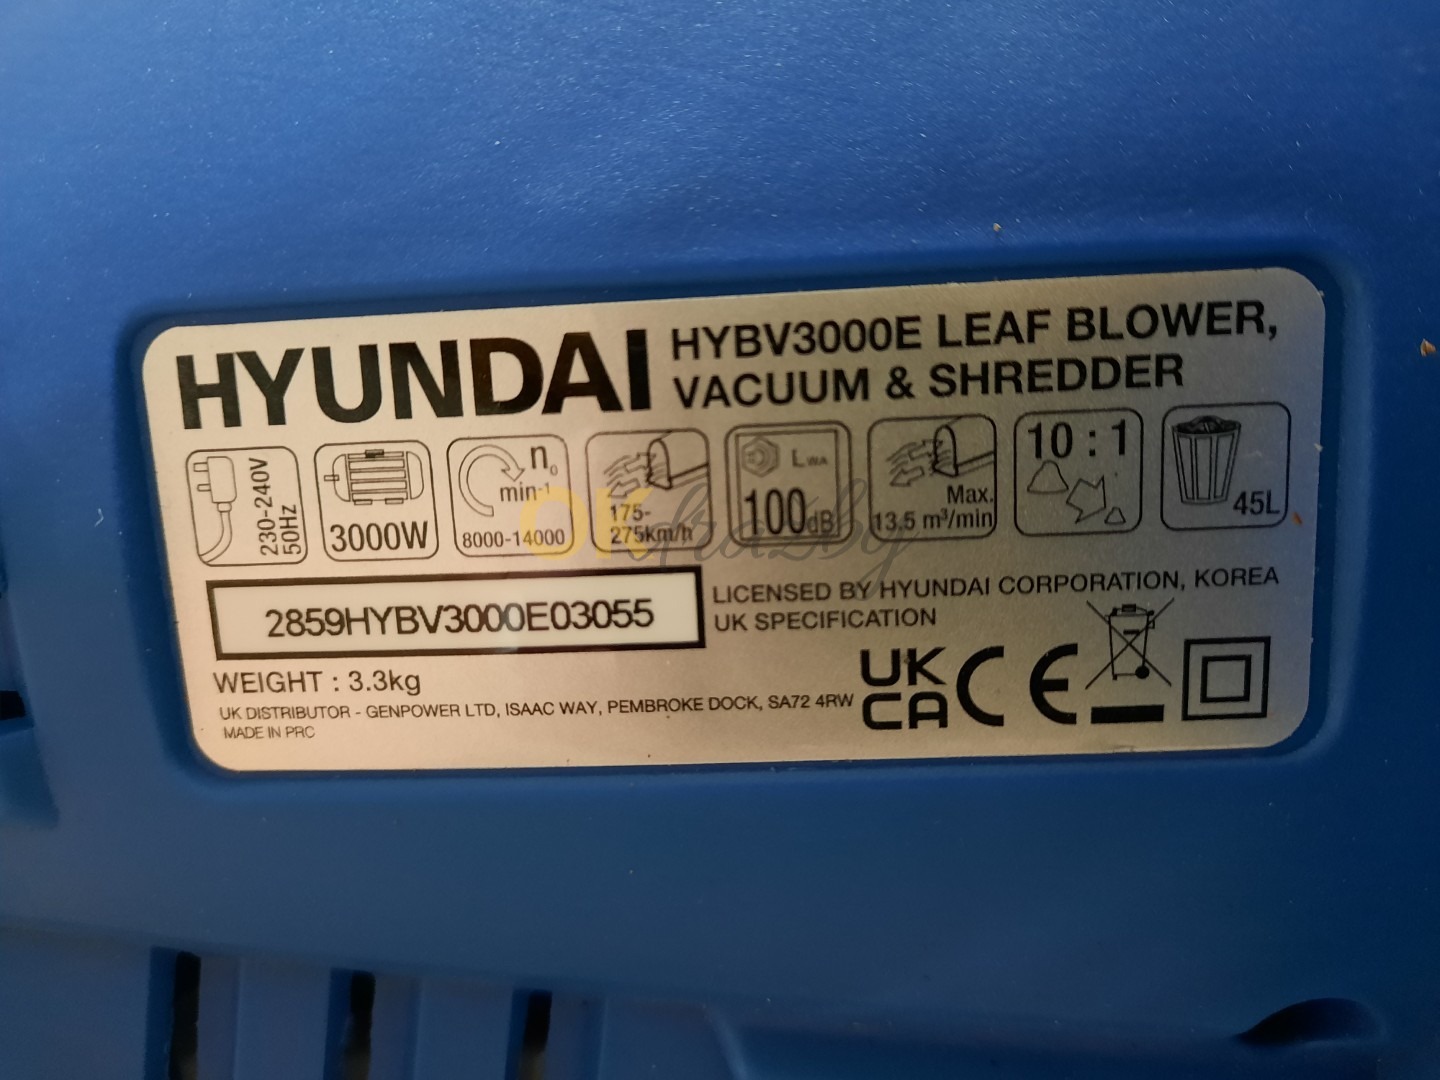 HYUNDAI
HYBV3000E LEAF BLOWER,
VACUUM & SHREDDER
230-240V
50Hz
3000W
n₀
min-¹
8000-14000
175-
275km/h
LWA
100dB
Max.
13.5 m³/min
10 : 1
45L
2859HYBV3000E03055
LICENSED BY HYUNDAI CORPORATION, KOREA
UK SPECIFICATION
WEIGHT : 3.3kg
UK DISTRIBUTOR - GENPOWER LTD, ISAAC WAY, PEMBROKE DOCK, SA72 4RW
MADE IN PRC
UK
CA
CE
OKdrazby